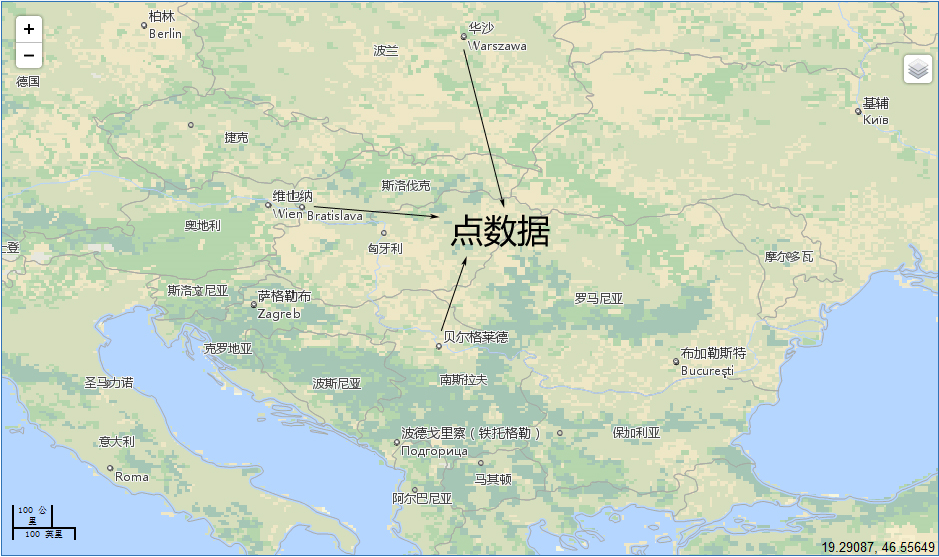 +
−
柏林
Berlin
华沙
Warszawa
波兰
德国
基辅
Київ
捷克
斯洛伐克
维也纳
Wien
Bratislava
点数据
奥地利
匈牙利
士登
摩尔多瓦
斯洛文尼亚
萨格勒布
Zagreb
罗马尼亚
贝尔格莱德
克罗地亚
布加勒斯特
Bucureşti
圣马力诺
波斯尼亚
南斯拉夫
意大利
波德戈里察（铁托格勒）
Подгорица
保加利亚
Roma
马其顿
阿尔巴尼亚
100 公
里
100 英里
19.29087, 46.55649